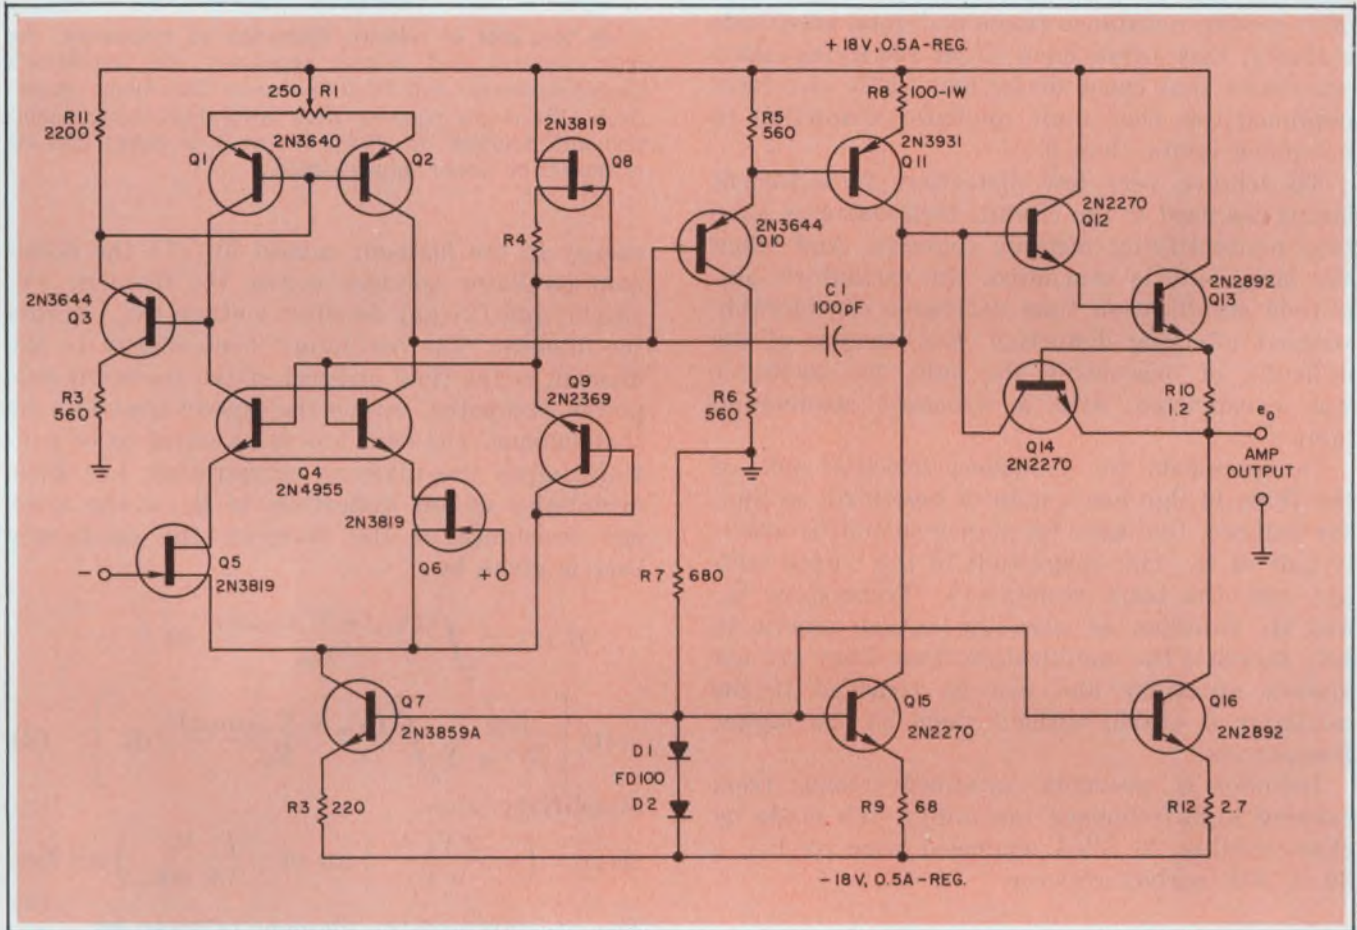 +18V, 0.5A-REG.
R11
2200
250 R1
2N3640
Q1
Q2
2N3819
Q8
R4
R5
560
R8
100-1W
2N3931
Q11
2N2270
Q12
2N2892
Q13
2N3644
Q3
2N3644
Q10
C1
100pF
R3
560
Q9
2N2369
R6
560
Q14
2N2270
R10
1.2
eo
AMP
OUTPUT
Q4
2N4955
2N3819
Q6
+
−
Q5
2N3819
R7
680
Q7
2N3859A
Q15
2N2270
Q16
2N2892
D1
FD100
D2
R3
220
R9
68
R12
2.7
-18V, 0.5A-REG.